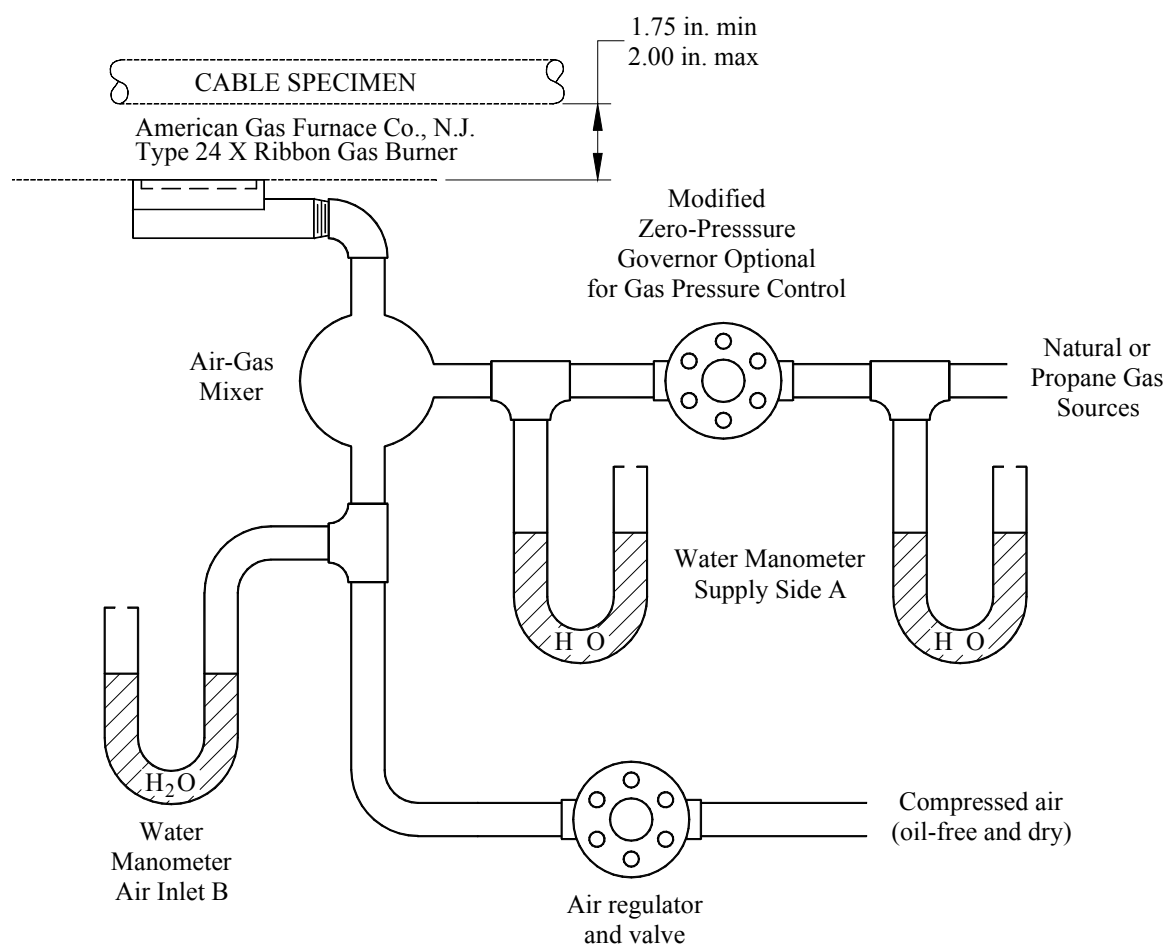 1.75 in. min
2.00 in. max
CABLE SPECIMEN
American Gas Furnace Co., N.J.
Type 24 X Ribbon Gas Burner
Modified
Zero-Presssure
Governor Optional
for Gas Pressure Control
Air-Gas
Mixer
Natural or
Propane Gas
Sources
Water Manometer
Supply Side A
H O
H O
H₂O
Water
Manometer
Air Inlet B
Compressed air
(oil-free and dry)
Air regulator
and valve